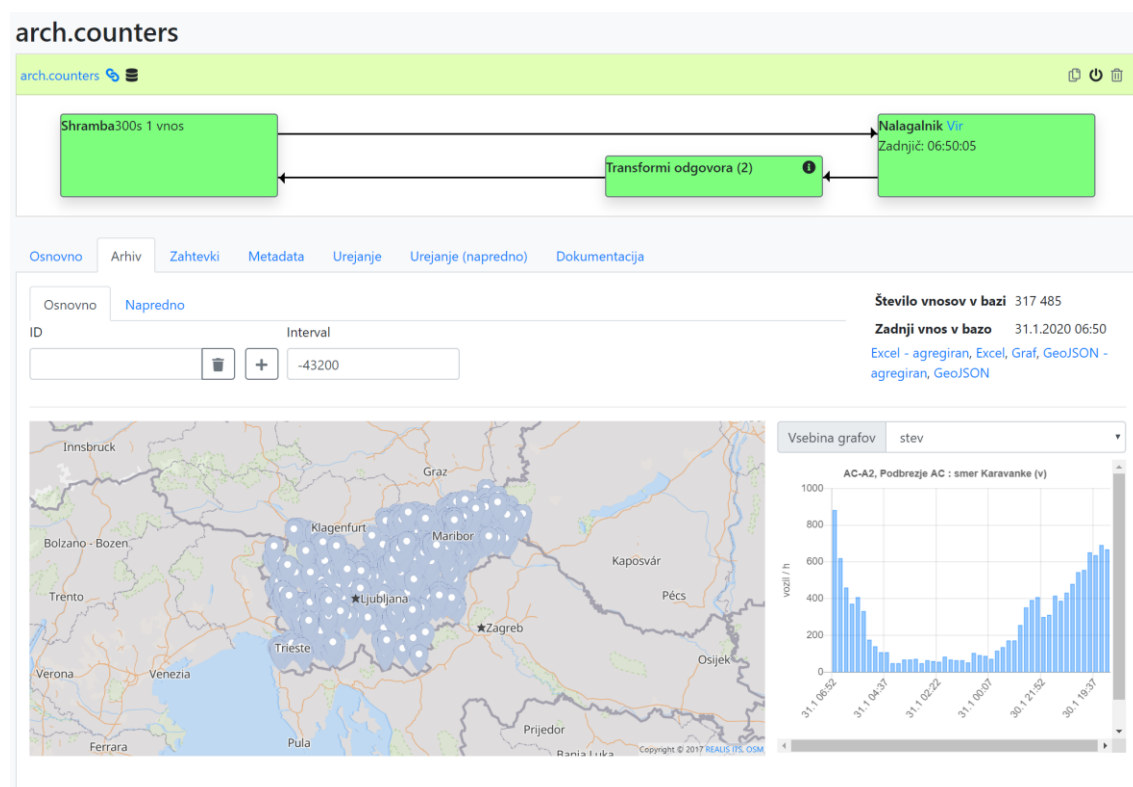 arch.counters
arch.counters
Shramba300s 1 vnos
Nalagalnik Vir
Zadnjič: 06:50:05
Transformi odgovora (2)
Osnovno Arhiv Zahtevki Metadata Urejanje Urejanje (napredno) Dokumentacija
Osnovno Napredno
Število vnosov v bazi 317 485
ID Interval
Zadnji vnos v bazo 31.1.2020 06:50
-43200
Excel - agregiran, Excel, Graf, GeoJSON -
agregiran, GeoJSON
Innsbruck
Graz
Klagenfurt
Maribor
Bolzano - Bozen
Kaposvár
Trento
Ljubljana
Pécs
Zagreb
Trieste
Osijek
Verona
Venezia
Prijedor
Pula
Ferrara
Banja Luka
Copyright © 2017 REALIS ITS, OSM
Vsebina grafov stev
AC-A2, Podbrezje AC : smer Karavanke (v)
1000
800
600
400
200
0
vozil / h
31.1 06:52
31.1 04:37
31.1 02:22
31.1 00:07
30.1 21:52
30.1 19:37